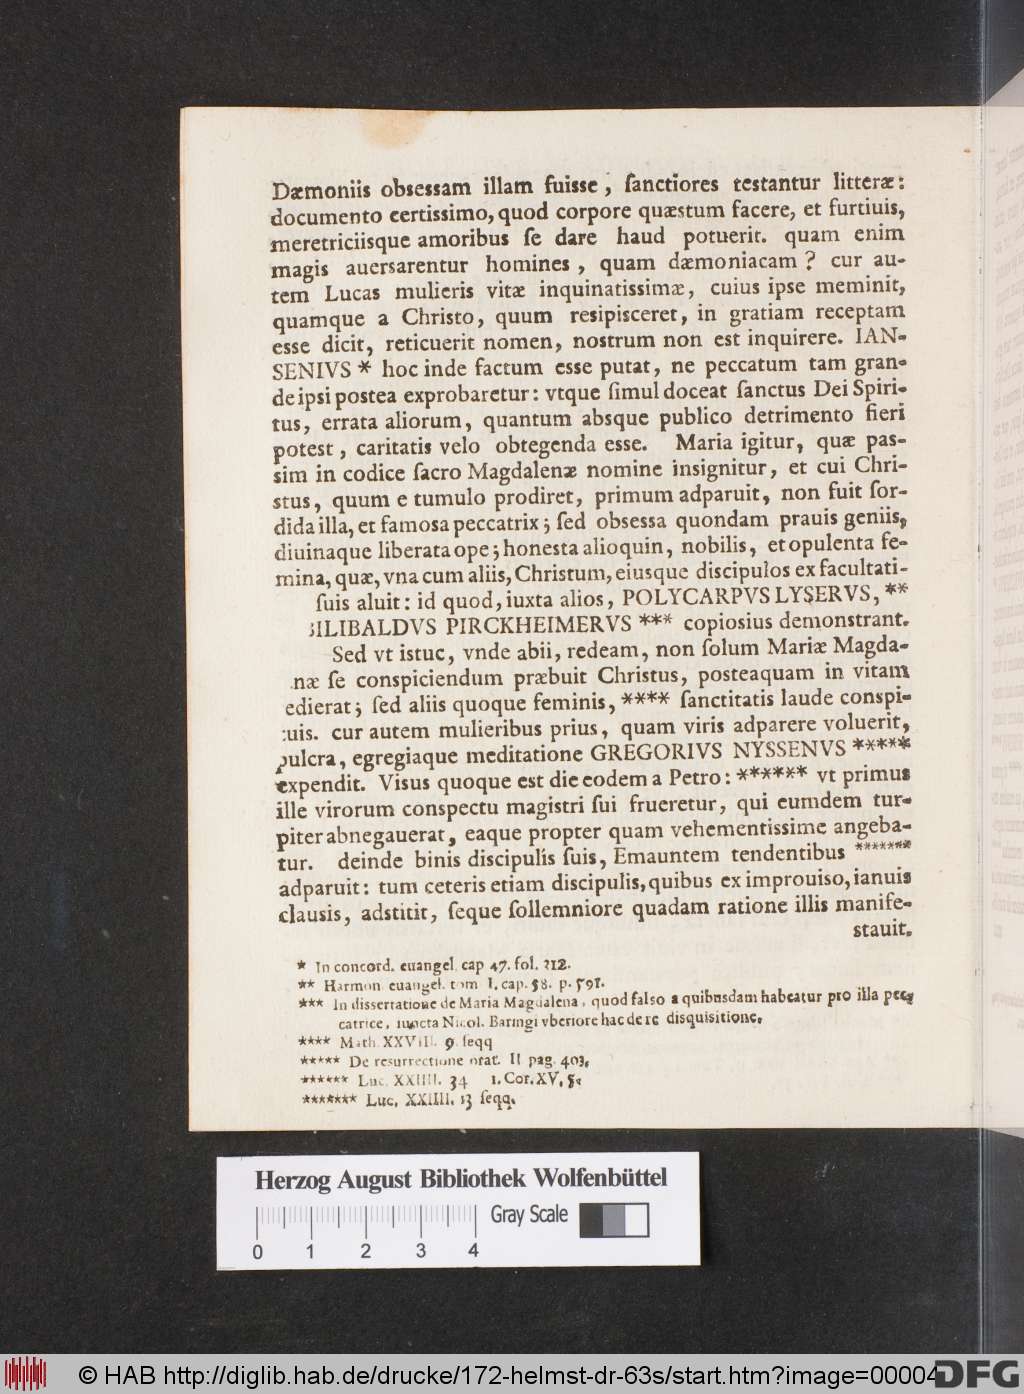 Dæmoniis obsessam illam fuisse, ſanctiores testantur litteræ:
documento certissimo, quod corpore quæstum facere, et furtiuis,
meretriciisque amoribus ſe dare haud potuerit. quam enim
magis auersarentur homines, quam dæmoniacam? cur au-
tem Lucas mulieris vitæ inquinatissimæ, cuius ipse meminit,
quamque a Christo, quum resipisceret, in gratiam receptam
esse dicit, reticuerit nomen, nostrum non est inquirere. IAN-
SENIVS * hoc inde factum esse putat, ne peccatum tam gran-
de ipsi postea exprobaretur: vtque ſimul doceat ſanctus Dei Spiri-
tus, errata aliorum, quantum absque publico detrimento fieri
potest, caritatis velo obtegenda esse. Maria igitur, quæ pas-
sim in codice ſacro Magdalenæ nomine insignitur, et cui Chri-
stus, quum e tumulo prodiret, primum adparuit, non fuit ſor-
dida illa, et famosa peccatrix; ſed obsessa quondam prauis geniis,
diuinaque liberata ope; honesta alioquin, nobilis, et opulenta fe-
mina, quæ, vna cum aliis, Christum, eiusque discipulos ex facultati-
ſuis aluit: id quod, iuxta alios, POLYCARPVS LYSERVS, **
BILIBALDVS PIRCKHEIMERVS *** copiosius demonstrant.
Sed vt istuc, vnde abii, redeam, non ſolum Mariæ Magda-
næ ſe conspiciendum præbuit Christus, posteaquam in vitam
edierat; ſed aliis quoque feminis, **** ſanctitatis laude conspi-
cuis. cur autem mulieribus prius, quam viris adparere voluerit,
pulcra, egregiaque meditatione GREGORIVS NYSSENVS *****
expendit. Visus quoque est die eodem a Petro: ****** vt primus
ille virorum conspectu magistri ſui frueretur, qui eumdem tur-
piter abnegauerat, eaque propter quam vehementissime angeba-
tur. deinde binis discipulis ſuis, Emauntem tendentibus *******
adparuit: tum ceteris etiam discipulis, quibus ex improuiso, ianuis
clausis, adstitit, ſeque ſollemniore quadam ratione illis manife-
stauit.
* In concord. euangel. cap 47. fol. 212.
** Harmon. euangel. tom I. cap. 58. p. 591.
*** In dissertatione de Maria Magdalena, quod falso a quibusdam habeatur pro illa pec-
catrice, iuncta Nicol. Baringi vberiore hac de re disquisitione.
**** Math. XXVIII. 9. ſeqq
***** De resurrectione orat. II pag. 403.
****** Luc. XXIIII. 34 1. Cor. XV, 5.
******* Luc, XXIIII. 13 ſeqq.
Herzog August Bibliothek Wolfenbüttel
Gray Scale
0 1 2 3 4
© HAB http://diglib.hab.de/drucke/172-helmst-dr-63s/start.htm?image=00004
DFG